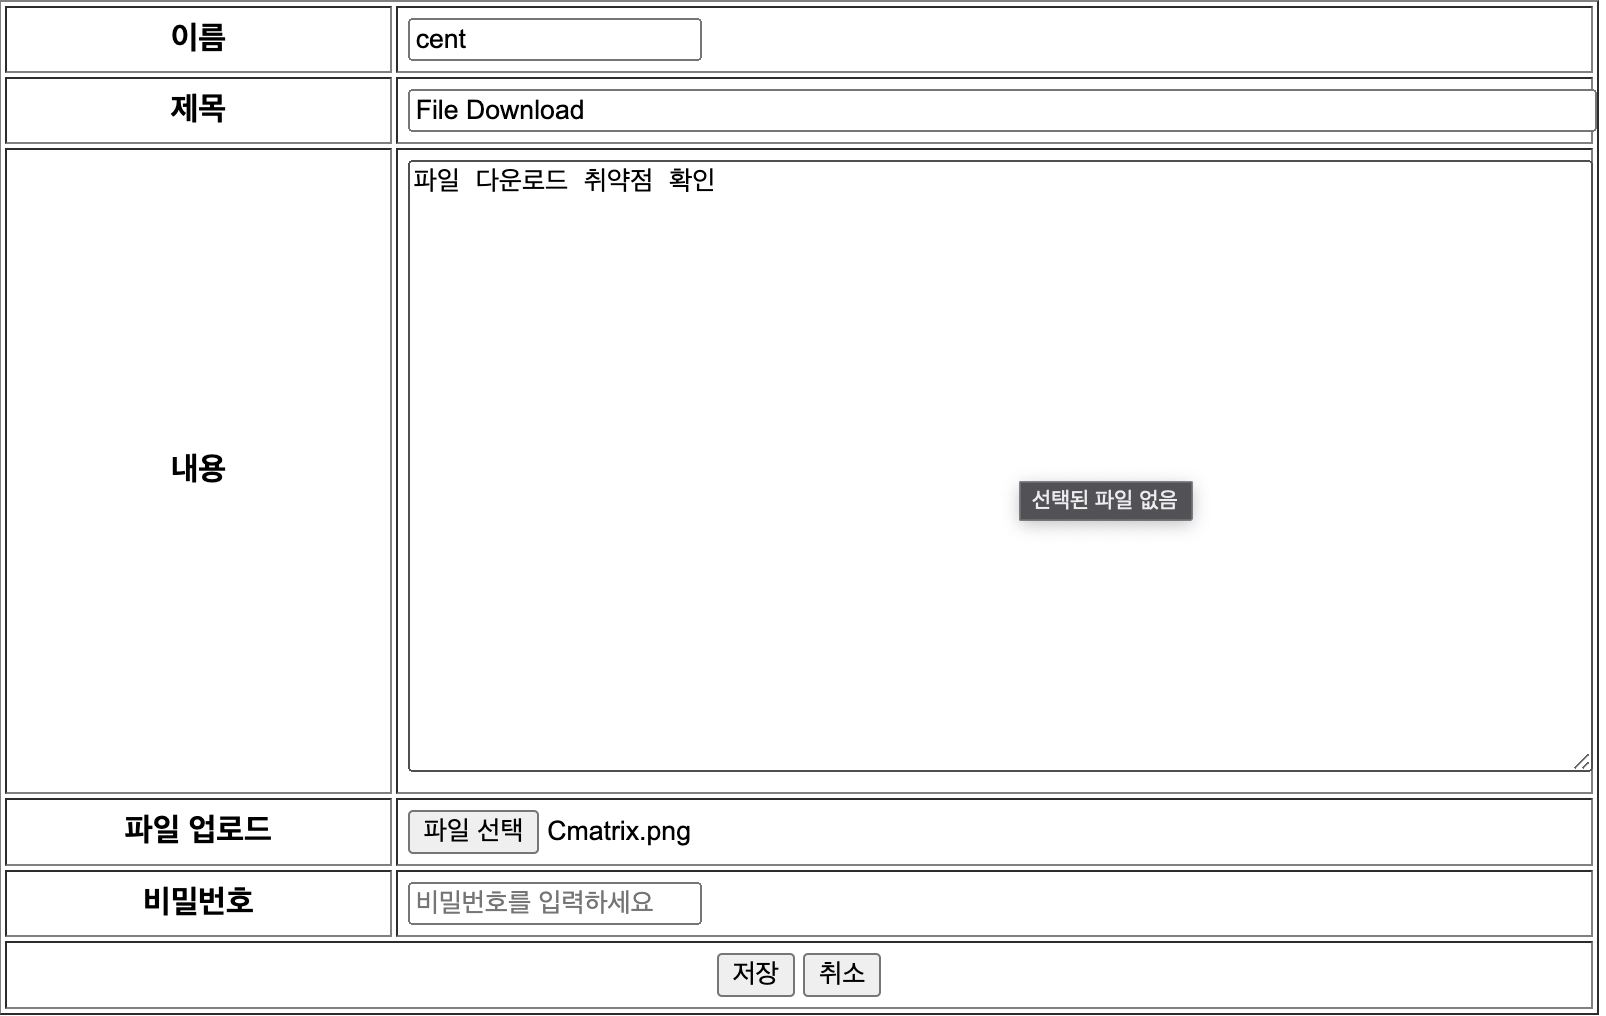 이름 cent
제목 File Download
파일 다운로드 취약점 확인
내용
선택된 파일 없음
파일 업로드 파일 선택 Cmatrix.png
비밀번호 비밀번호를 입력하세요
저장 취소